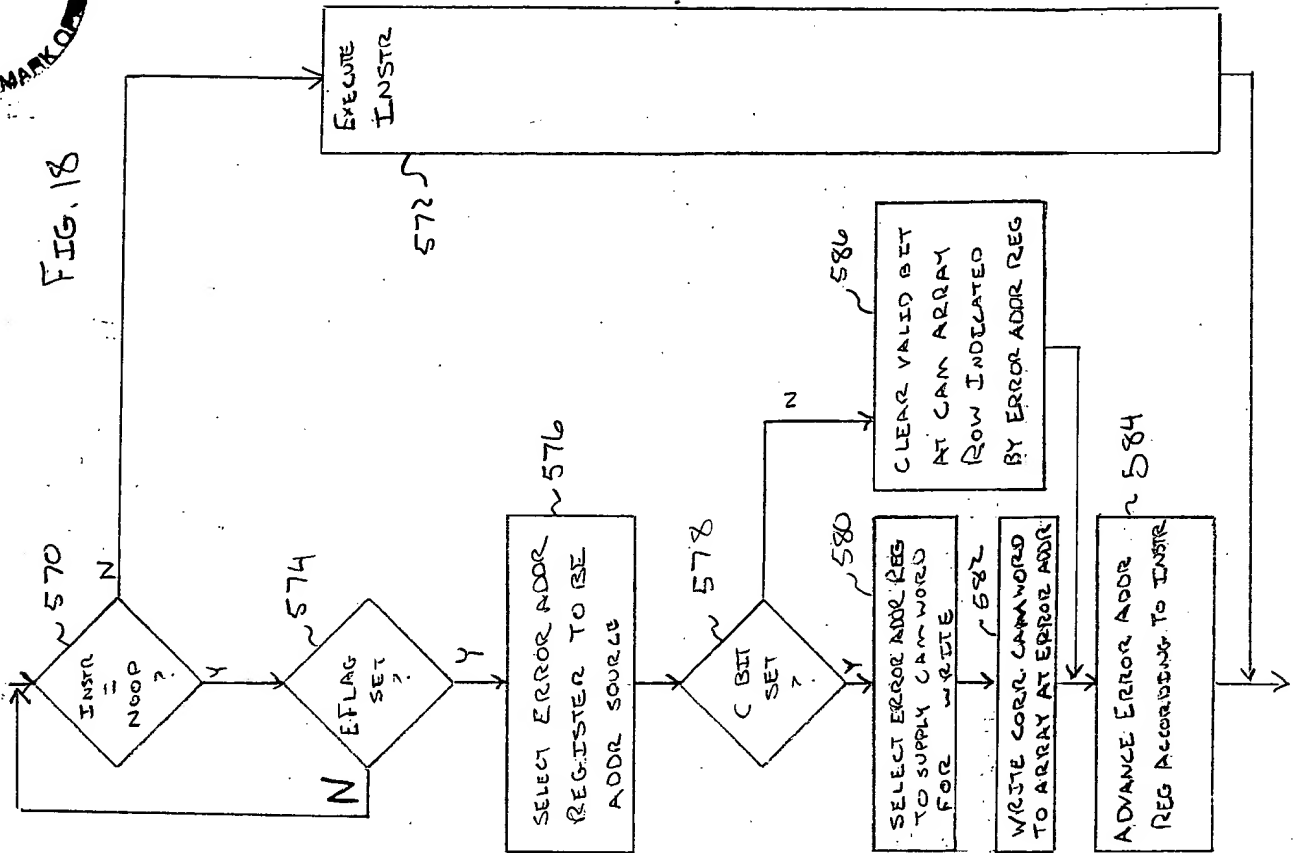 MARK OF
FIG. 18
570
INSTR
=
NOOP
?
N
Y
574
EFLAG
SET
?
N
Y
EXECUTE
INSTR
572
576
SELECT ERROR ADDR
REGISTER TO BE
ADDR SOURCE
578
C BIT
SET
?
N
Y
580
SELECT ERROR ADDR REG
TO SUPPLY CAM WORD
FOR WRITE
582
WRITE CORR. CAM WORD
TO ARRAY AT ERROR ADDR
586
CLEAR VALID BIT
AT CAM ARRAY
ROW INDICATED
BY ERROR ADDR REG
584
ADVANCE ERROR ADDR
REG ACCORDING TO INSTR